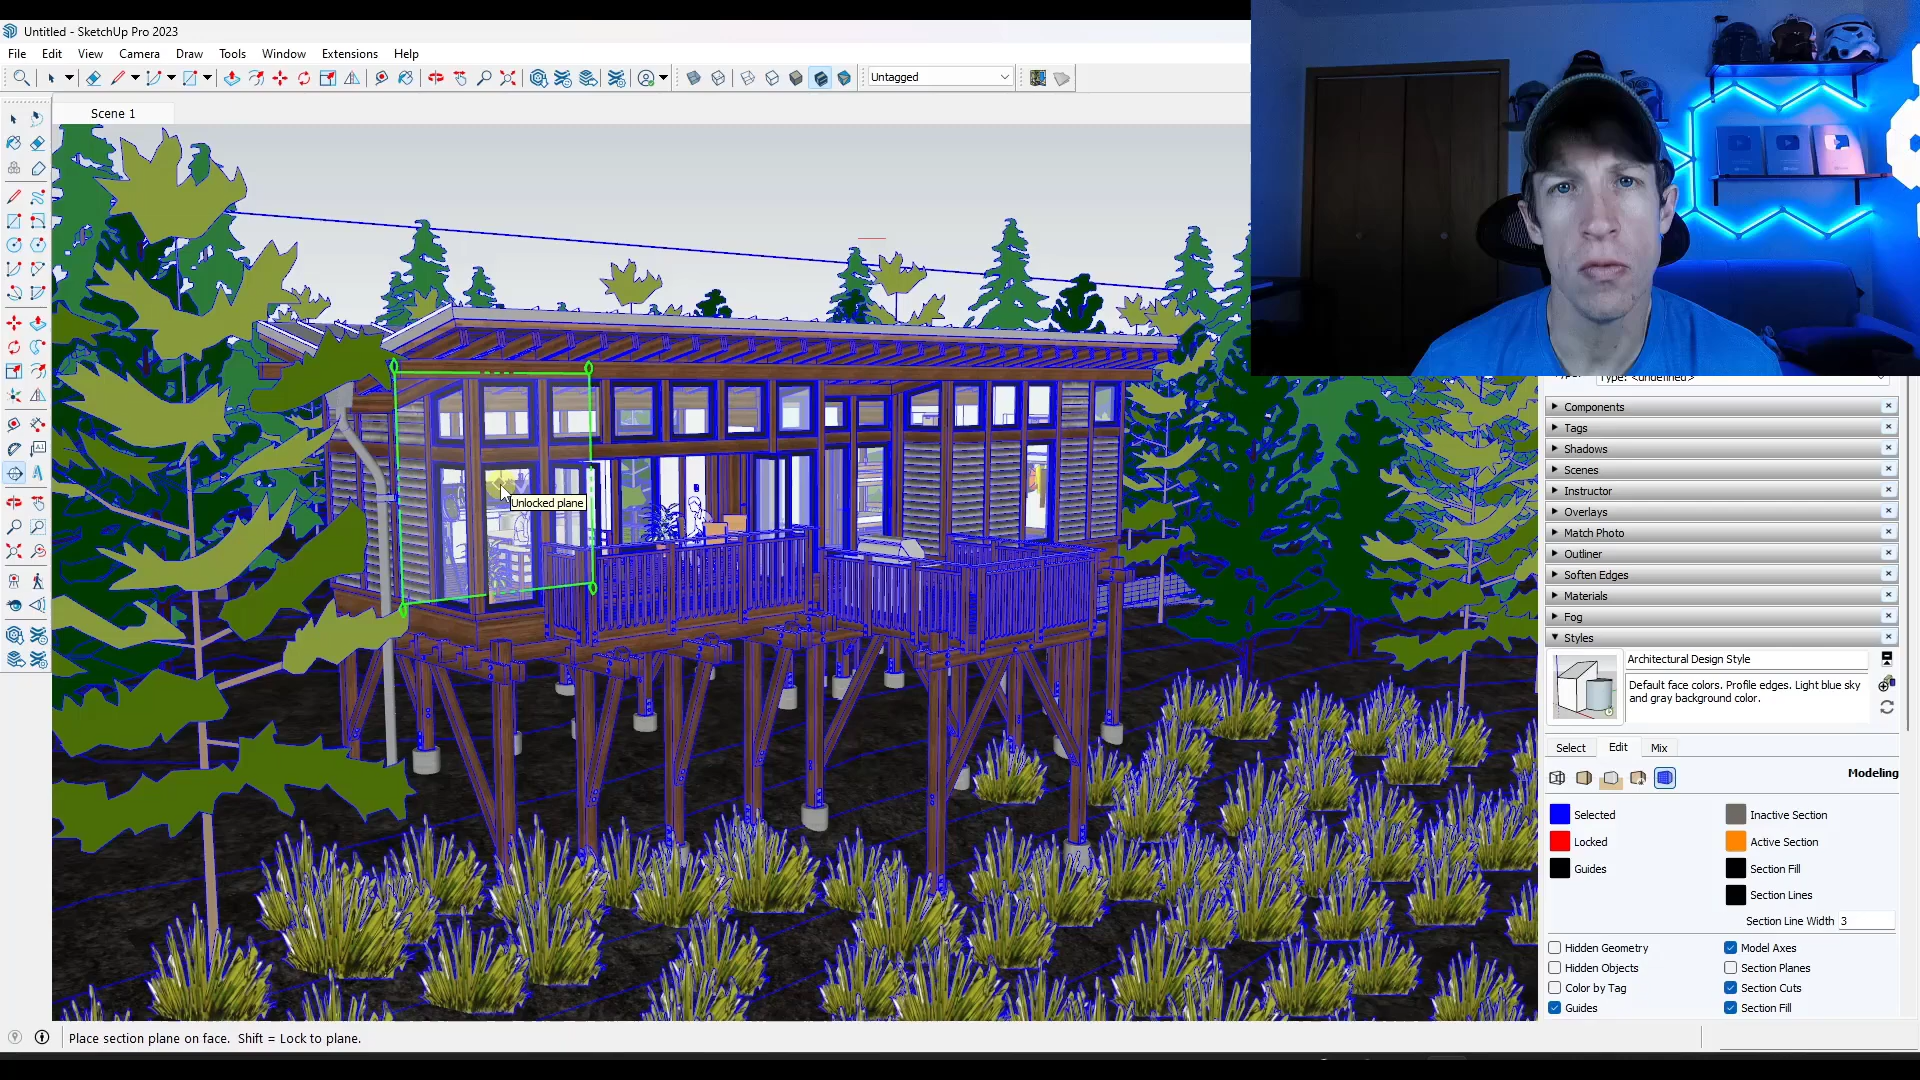 Untitled - SketchUp Pro 2023
File Edit View Camera Draw Tools Window Extensions Help
Untagged
Scene 1
Type: <undefined>
Components
Tags
Shadows
Scenes
Instructor
Overlays
Match Photo
Outliner
Soften Edges
Materials
Fog
Styles
Architectural Design Style
Default face colors. Profile edges. Light blue sky
and gray background color.
Select Edit Mix
Modeling
Selected Inactive Section
Locked Active Section
Guides Section Fill
Section Lines
Section Line Width 3
Hidden Geometry Model Axes
Hidden Objects Section Planes
Color by Tag Section Cuts
Guides Section Fill
Unlocked plane
Place section plane on face. Shift = Lock to plane.